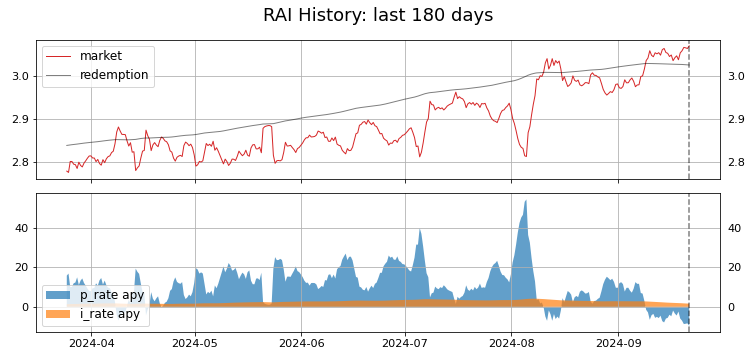 RAI History: last 180 days
market
redemption
3.0 3.0
2.9 2.9
2.8 2.8
40 40
20 20
0 0
p_rate apy
i_rate apy
2024-04 2024-05 2024-06 2024-07 2024-08 2024-09